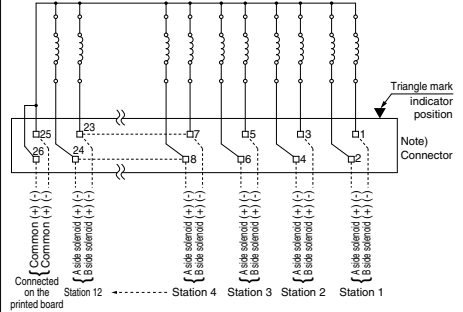 Triangle mark
indicator
position
Note)
Connector
25
23
7
5
3
1
26
24
8
6
4
2
Common (+) (-)
Common (+) (-)
A side solenoid (+) (-)
B side solenoid (+) (-)
A side solenoid (+) (-)
B side solenoid (+) (-)
A side solenoid (+) (-)
B side solenoid (+) (-)
A side solenoid (+) (-)
B side solenoid (+) (-)
A side solenoid (+) (-)
B side solenoid (+) (-)
Connected
on the
printed board
Station 12
Station 4
Station 3
Station 2
Station 1